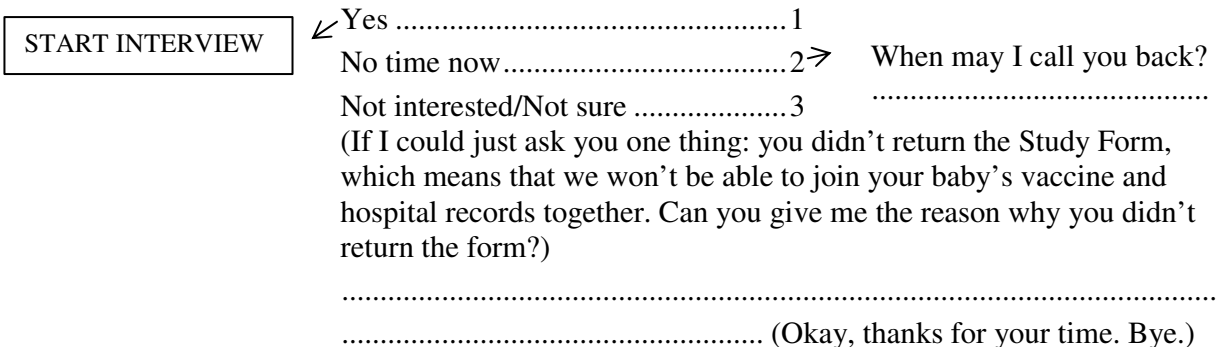 START INTERVIEW
Yes ....................................................1
No time now......................................2 When may I call you back?
.............................................
Not interested/Not sure ....................3
(If I could just ask you one thing: you didn’t return the Study Form,
which means that we won’t be able to join your baby’s vaccine and
hospital records together. Can you give me the reason why you didn’t
return the form?)
.....................................................................................................................
........................................................ (Okay, thanks for your time. Bye.)